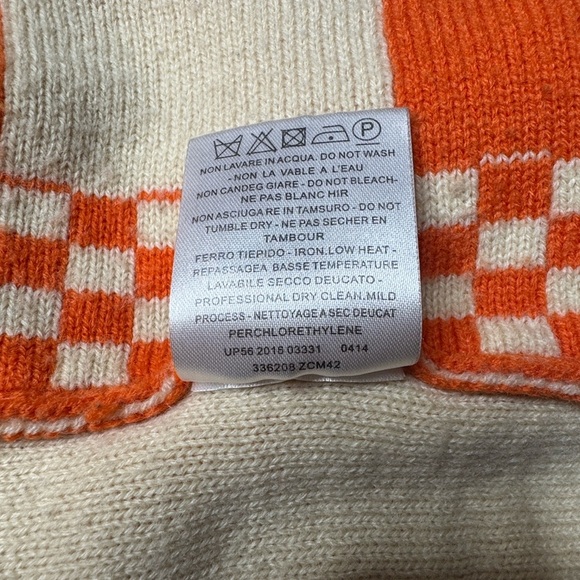 P
NON LAVARE IN ACQUA. DO NOT WASH
- NON LA VABLE A L'EAU
NON CANDEG GIARE - DO NOT BLEACH-
NE PAS BLANC HIR
NON ASCIUGARE IN TAMSURO - DO NOT
TUMBLE DRY - NE PAS SECHER EN
TAMBOUR
FERRO TIEPIDO - IRON.LOW HEAT -
REPASSAGEA BASSE TEMPERATURE
LAVABILE SECCO DEUCATO -
PROFESSIONAL DRY CLEAN.MILD
PROCESS - NETTOYAGE A SEC DEUCAT
PERCHLORETHYLENE
UP56 2015 03331 0414
336208 ZCM42